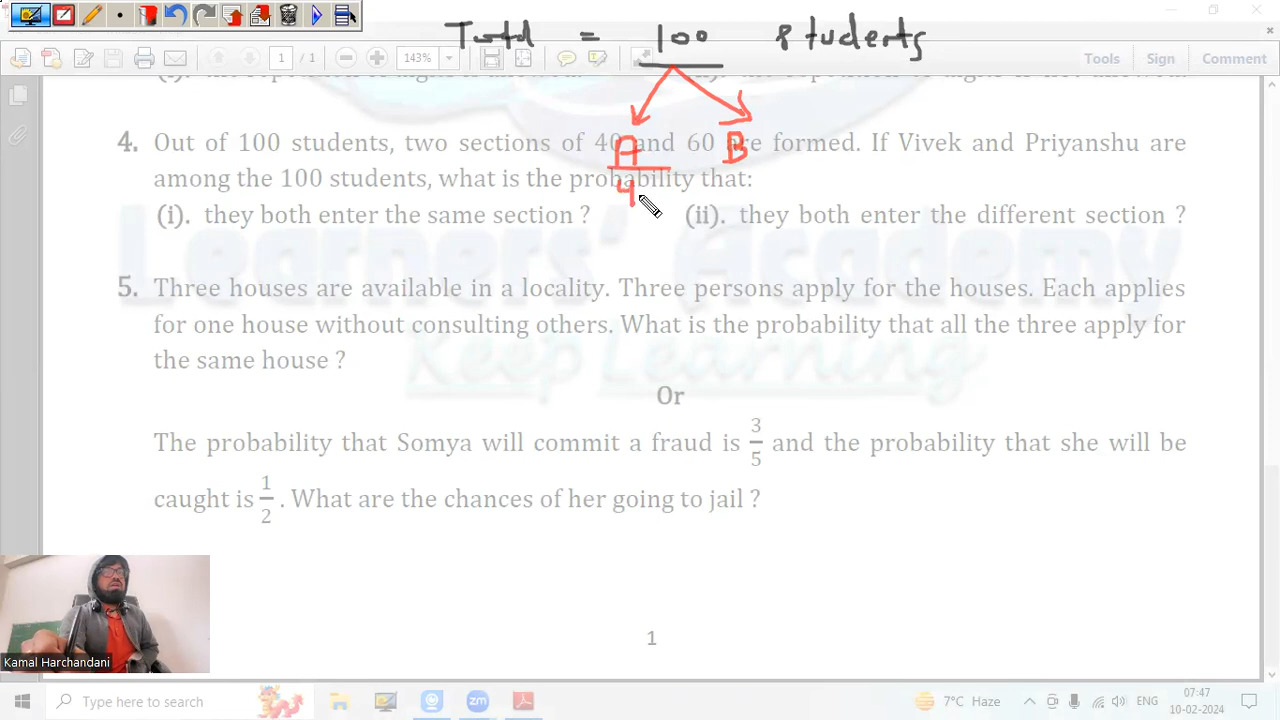 Total = 100 Students
1 / 1
143%
Tools
Sign
Comment
A B
4
4. Out of 100 students, two sections of 40 and 60 are formed. If Vivek and Priyanshu are
among the 100 students, what is the probability that:
(i). they both enter the same section ? (ii). they both enter the different section ?
Learners' Academy
5. Three houses are available in a locality. Three persons apply for the houses. Each applies
for one house without consulting others. What is the probability that all the three apply for
the same house ?
Keep Learning
Or
The probability that Somya will commit a fraud is 3/5 and the probability that she will be
caught is 1/2 . What are the chances of her going to jail ?
1
Kamal Harchandani
Type here to search
zm
7°C Haze
ENG
07:47
10-02-2024